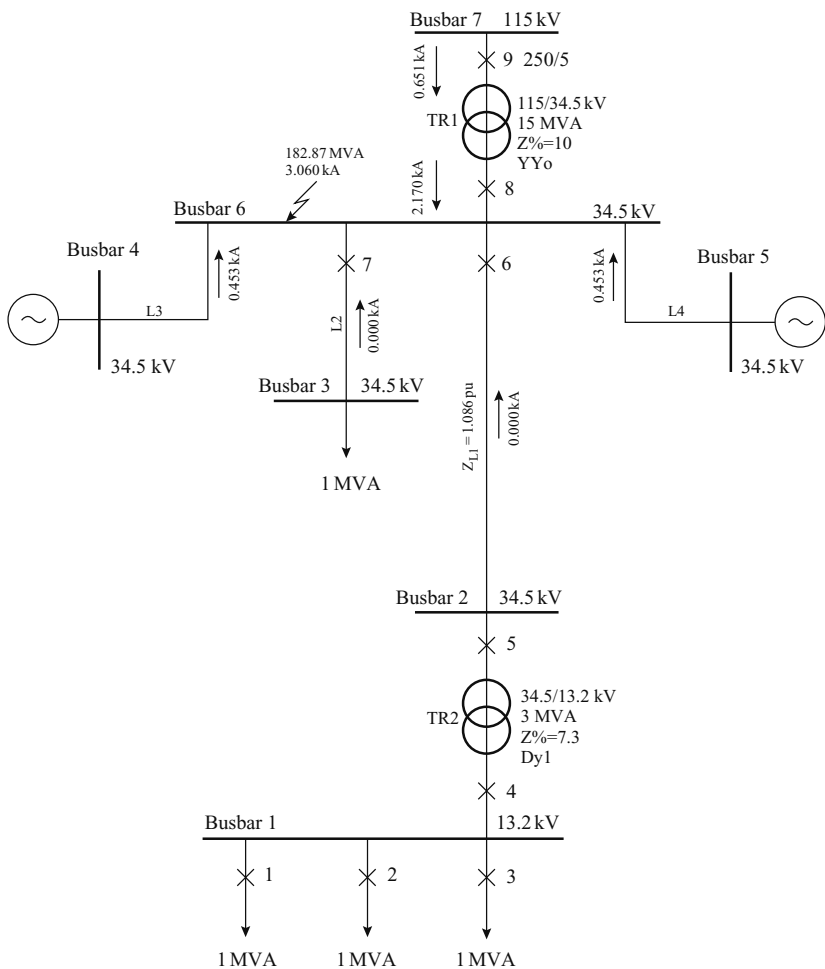 Busbar 7 115 kV
0.651 kA
9 250/5
TR1
115/34.5 kV
15 MVA
Z%=10
YYo
182.87 MVA
3.060 kA
2.170 kA
8
Busbar 6
34.5 kV
Busbar 4
0.453 kA
7
6
0.453 kA
Busbar 5
L3
L2
0.000 kA
L4
34.5 kV
34.5 kV
Busbar 3 34.5 kV
Z_L1 = 1.086 pu
0.000 kA
1 MVA
Busbar 2 34.5 kV
5
TR2
34.5/13.2 kV
3 MVA
Z%=7.3
Dy1
4
Busbar 1
13.2 kV
1
2
3
1 MVA
1 MVA
1 MVA